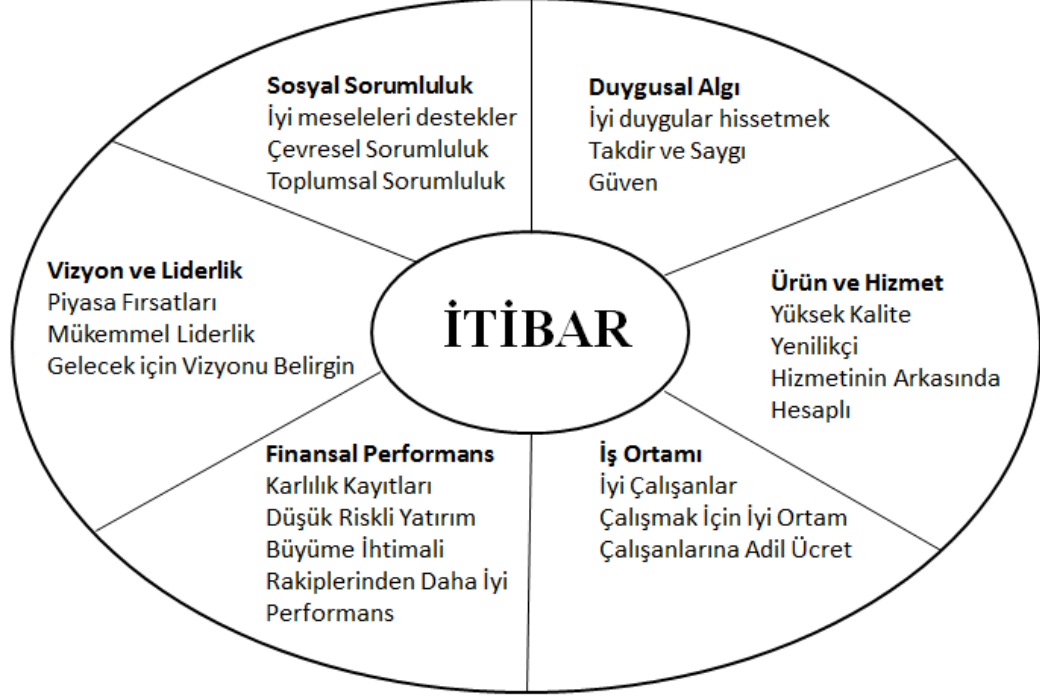 Sosyal Sorumluluk
İyi meseleleri destekler
Çevresel Sorumluluk
Toplumsal Sorumluluk
Duygusal Algı
İyi duygular hissetmek
Takdir ve Saygı
Güven
Vizyon ve Liderlik
Piyasa Fırsatları
Mükemmel Liderlik
Gelecek için Vizyonu Belirgin
İTİBAR
Ürün ve Hizmet
Yüksek Kalite
Yenilikçi
Hizmetinin Arkasında
Hesaplı
Finansal Performans
Karlılık Kayıtları
Düşük Riskli Yatırım
Büyüme İhtimali
Rakiplerinden Daha İyi
Performans
İş Ortamı
İyi Çalışanlar
Çalışmak İçin İyi Ortam
Çalışanlarına Adil Ücret